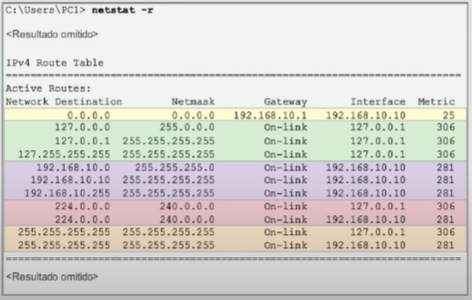 C:\Users\PC1> netstat -r
<Resultado omitido>
IPv4 Route Table
===========================================================================
Active Routes:
Network Destination Netmask Gateway Interface Metric
0.0.0.0 0.0.0.0 192.168.10.1 192.168.10.10 25
127.0.0.0 255.0.0.0 On-link 127.0.0.1 306
127.0.0.1 255.255.255.255 On-link 127.0.0.1 306
127.255.255.255 255.255.255.255 On-link 127.0.0.1 306
192.168.10.0 255.255.255.0 On-link 192.168.10.10 281
192.168.10.10 255.255.255.255 On-link 192.168.10.10 281
192.168.10.255 255.255.255.255 On-link 192.168.10.10 281
224.0.0.0 240.0.0.0 On-link 127.0.0.1 306
224.0.0.0 240.0.0.0 On-link 192.168.10.10 281
255.255.255.255 255.255.255.255 On-link 127.0.0.1 306
255.255.255.255 255.255.255.255 On-link 192.168.10.10 281
===========================================================================
<Resultado omitido>